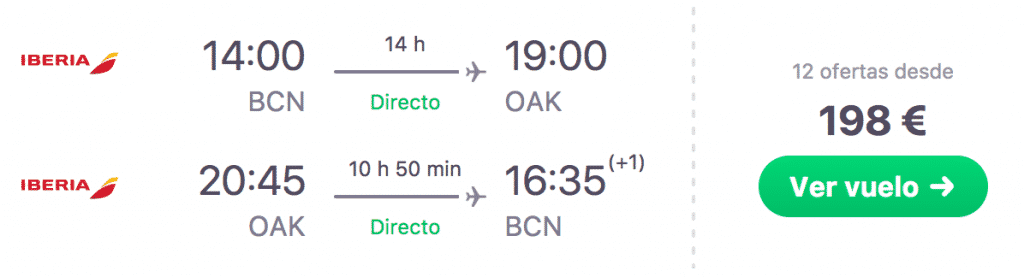 IBERIA
14:00
14 h
19:00
BCN
Directo
OAK
IBERIA
20:45
10 h 50 min
16:35(+1)
OAK
Directo
BCN
12 ofertas desde
198 €
Ver vuelo →